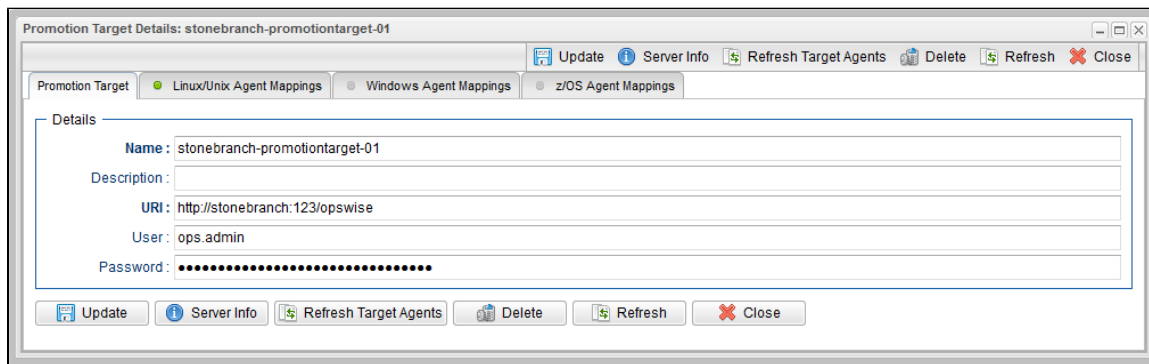 Promotion Target Details: stonebranch-promotiontarget-01
Update Server Info Refresh Target Agents Delete Refresh Close
Promotion Target Linux/Unix Agent Mappings Windows Agent Mappings z/OS Agent Mappings
Details
Name : stonebranch-promotiontarget-01
Description :
URI : http://stonebranch:123/opswise
User : ops.admin
Password : ●●●●●●●●●●●●●●●●●●●●●●●●●●●●●●●●
Update Server Info Refresh Target Agents Delete Refresh Close